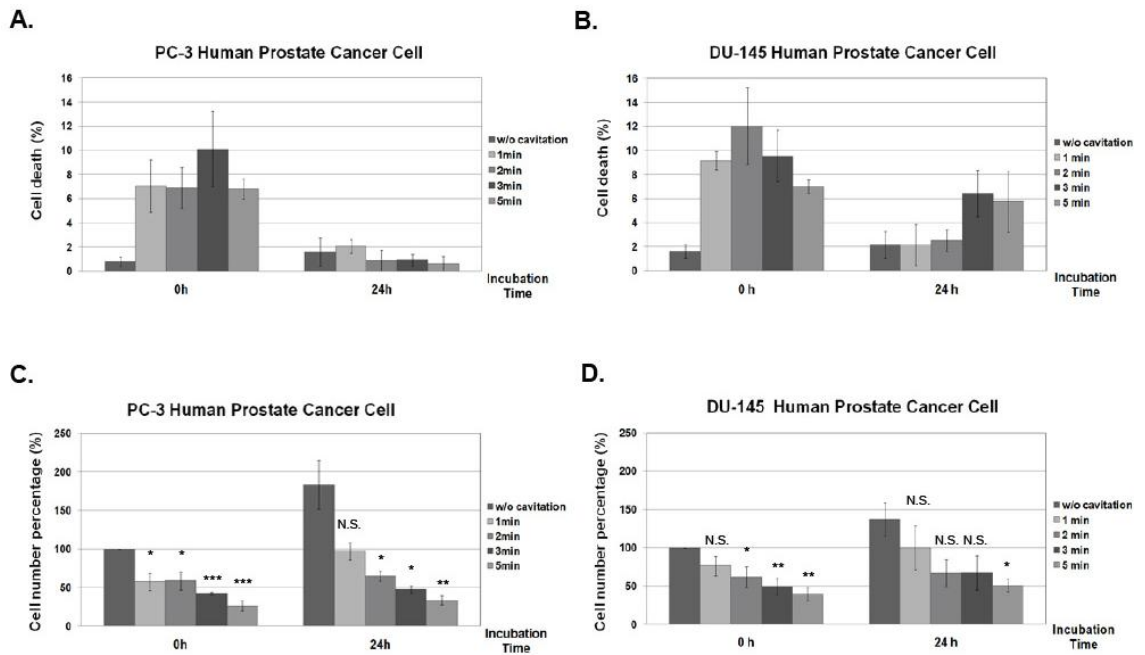 A.
PC-3 Human Prostate Cancer Cell
Cell death (%)
16
14
12
10
8
6
4
2
0
0h
24h
Incubation
Time
w/o cavitation
1min
2min
3min
5min
B.
DU-145 Human Prostate Cancer Cell
Cell death (%)
16
14
12
10
8
6
4
2
0
0 h
24 h
Incubation
Time
w/o cavitation
1 min
2 min
3 min
5 min
C.
PC-3 Human Prostate Cancer Cell
Cell number percentage (%)
250
200
150
100
50
0
* * *** ***
N.S. * * **
0h
24h
Incubation
Time
w/o cavitation
1min
2min
3min
5min
D.
DU-145 Human Prostate Cancer Cell
Cell number percentage (%)
250
200
150
100
50
0
N.S. * ** **
N.S. N.S. N.S. *
0 h
24 h
Incubation
Time
w/o cavitation
1 min
2 min
3 min
5 min